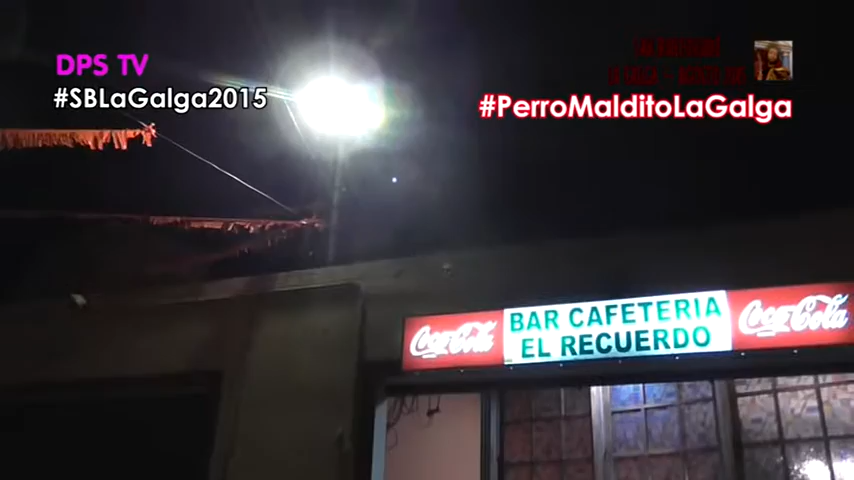 DPS TV
#SBLaGalga2015
#PerroMalditoLaGalga
Coca-Cola
BAR CAFETERIA
EL RECUERDO
Coca-Cola